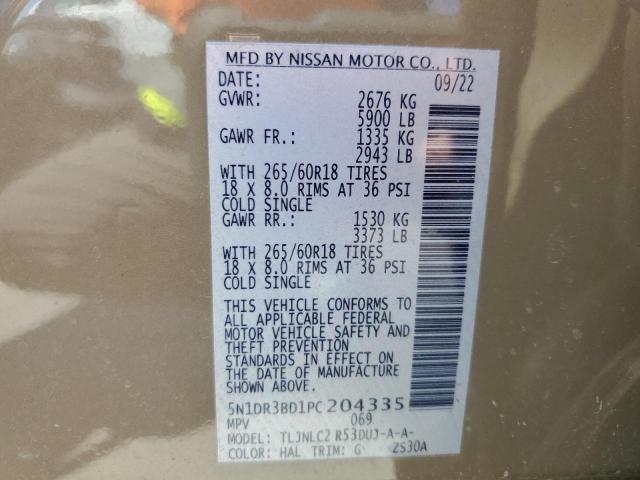 MFD BY NISSAN MOTOR CO., LTD.
DATE: 09/22
GVWR: 2676 KG
5900 LB
GAWR FR.: 1335 KG
2943 LB
WITH 265/60R18 TIRES
18 X 8.0 RIMS AT 36 PSI
COLD SINGLE
GAWR RR.: 1530 KG
3373 LB
WITH 265/60R18 TIRES
18 X 8.0 RIMS AT 36 PSI
COLD SINGLE
THIS VEHICLE CONFORMS TO
ALL APPLICABLE FEDERAL
MOTOR VEHICLE SAFETY AND
THEFT PREVENTION
STANDARDS IN EFFECT ON
THE DATE OF MANUFACTURE
SHOWN ABOVE.
5N1DR3BD1PC204335
MPV 069
MODEL: TLJNLC2 R53DUJ-A-A-
COLOR: HAL TRIM: G ZS30A